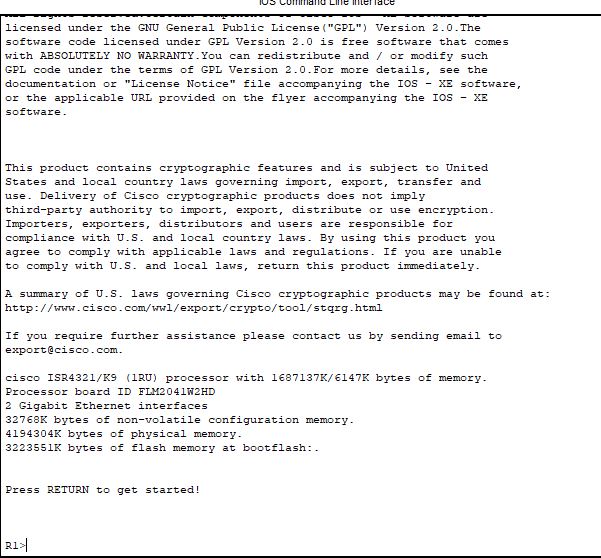 IOS Command Line Interface
licensed under the GNU General Public License("GPL") Version 2.0.The
software code licensed under GPL Version 2.0 is free software that comes
with ABSOLUTELY NO WARRANTY.You can redistribute and / or modify such
GPL code under the terms of GPL Version 2.0.For more details, see the
documentation or "License Notice" file accompanying the IOS - XE software,
or the applicable URL provided on the flyer accompanying the IOS - XE
software.
This product contains cryptographic features and is subject to United
States and local country laws governing import, export, transfer and
use. Delivery of Cisco cryptographic products does not imply
third-party authority to import, export, distribute or use encryption.
Importers, exporters, distributors and users are responsible for
compliance with U.S. and local country laws. By using this product you
agree to comply with applicable laws and regulations. If you are unable
to comply with U.S. and local laws, return this product immediately.
A summary of U.S. laws governing Cisco cryptographic products may be found at:
http://www.cisco.com/wwl/export/crypto/tool/stqrg.html
If you require further assistance please contact us by sending email to
export@cisco.com.
cisco ISR4321/K9 (1RU) processor with 1687137K/6147K bytes of memory.
Processor board ID FLM2041W2HD
2 Gigabit Ethernet interfaces
32768K bytes of non-volatile configuration memory.
4194304K bytes of physical memory.
3223551K bytes of flash memory at bootflash:.
Press RETURN to get started!
R1>